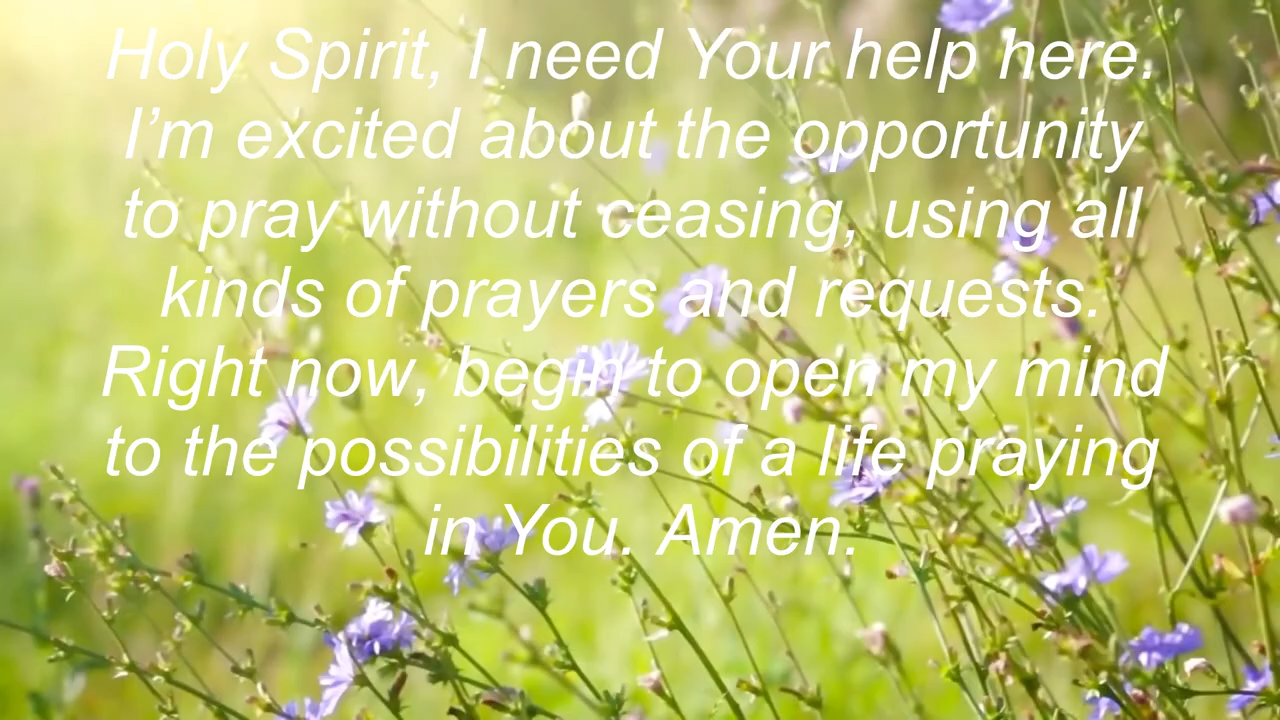 Holy Spirit, I need Your help here.
I’m excited about the opportunity
to pray without ceasing, using all
kinds of prayers and requests.
Right now, begin to open my mind
to the possibilities of a life praying
in You. Amen.